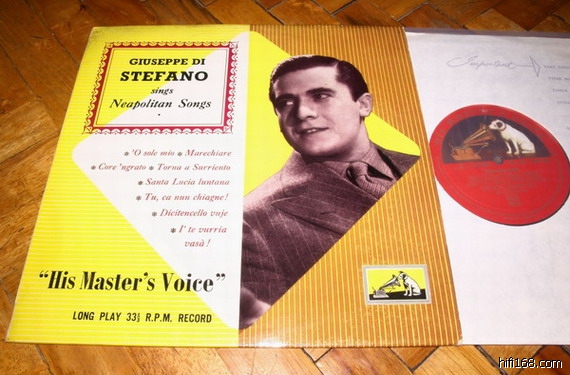 GIUSEPPE DI
STEFANO
sings
Neapolitan Songs
* 'O sole mio * Marechiare
* Core 'ngrato * Torna a Surriento
* Santa Lucia luntana
* Tu, ca nun chiagne!
* Dicitencello vuje
* I' te vurria
vasà!
"His Master's Voice"
LONG PLAY 33⅓ R.P.M. RECORD
Important
hifi168.com